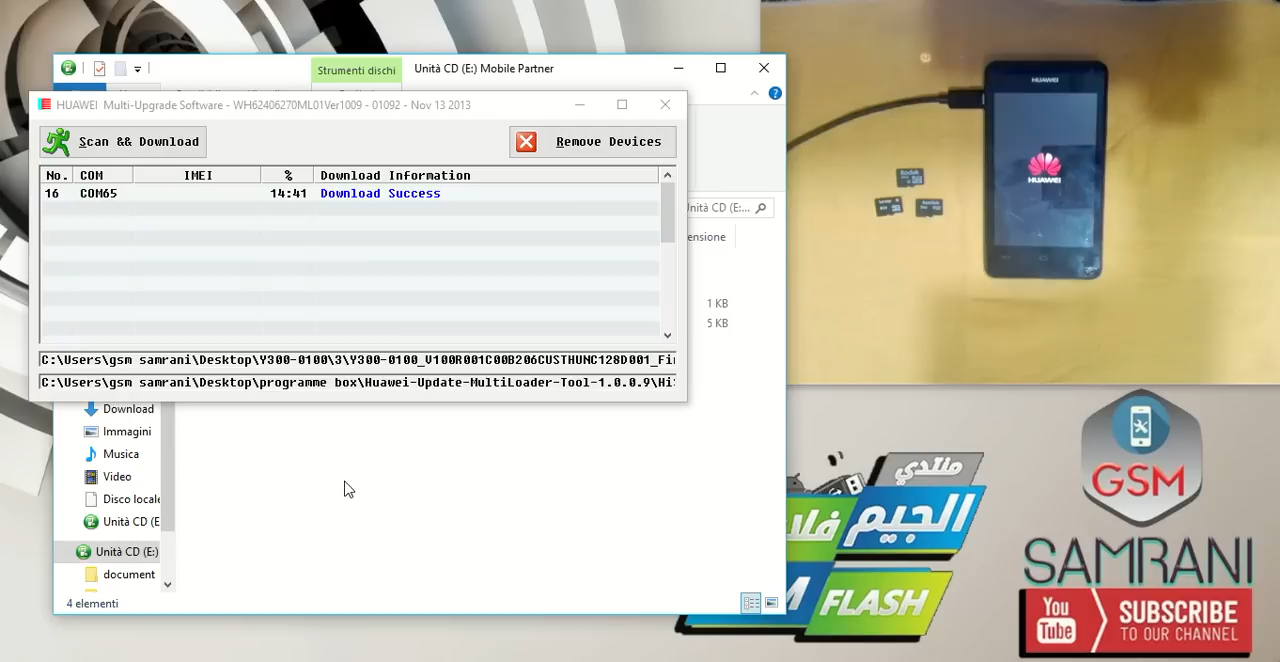 Strumenti dischi
Unità CD (E:) Mobile Partner
HUAWEI Multi-Upgrade Software - WH62406270ML01Ver1009 - 01092 - Nov 13 2013
Scan && Download
Remove Devices
No. COM IMEI % Download Information
16 COM65 14:41 Download Success
Unità CD (E:...
ensione
1 KB
5 KB
C:\Users\gsm samrani\Desktop\Y300-0100\3\Y300-0100_V100R001C00B206CUSTHUNC128D001_Fi
C:\Users\gsm samrani\Desktop\programme box\Huawei-Update-MultiLoader-Tool-1.0.0.9\Hi
Download
Immagini
Musica
Video
Disco locale
Unità CD (E
Unità CD (E:)
document
4 elementi
HUAWEI
HUAWEI
Kodak
منتدي
الجيم فلا
M FLASH
GSM
SAMRANI
You
Tube
SUBSCRIBE
TO OUR CHANNEL